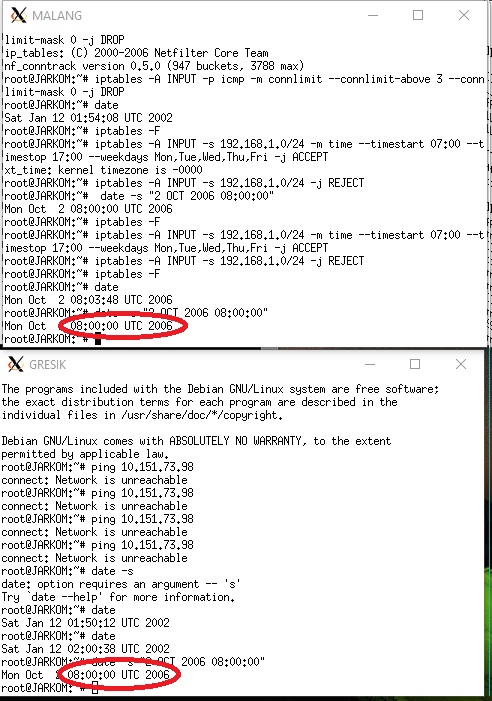 MALANG
limit-mask 0 -j DROP
ip_tables: (C) 2000-2006 Netfilter Core Team
nf_conntrack version 0.5.0 (947 buckets, 3788 max)
root@JARKOM:~# iptables -A INPUT -p icmp -m connlimit --connlimit-above 3 --conn
limit-mask 0 -j DROP
root@JARKOM:~# date
Sat Jan 12 01:54:08 UTC 2002
root@JARKOM:~# iptables -F
root@JARKOM:~# iptables -A INPUT -s 192.168.1.0/24 -m time --timestart 07:00 --t
imestop 17:00 --weekdays Mon,Tue,Wed,Thu,Fri -j ACCEPT
xt_time: kernel timezone is -0000
root@JARKOM:~# iptables -A INPUT -s 192.168.1.0/24 -j REJECT
root@JARKOM:~#  date -s "2 OCT 2006 08:00:00"
Mon Oct  2 08:00:00 UTC 2006
root@JARKOM:~# iptables -F
root@JARKOM:~# iptables -A INPUT -s 192.168.1.0/24 -m time --timestart 07:00 --t
imestop 17:00 --weekdays Mon,Tue,Wed,Thu,Fri -j ACCEPT
root@JARKOM:~# iptables -A INPUT -s 192.168.1.0/24 -j REJECT
root@JARKOM:~# iptables -F
root@JARKOM:~# date
Mon Oct  2 08:03:48 UTC 2006
root@JARKOM:~# date -s "2 OCT 2006 08:00:00"
Mon Oct 08:00:00 UTC 2006
root@JARKOM:~#
GRESIK
The programs included with the Debian GNU/Linux system are free software;
the exact distribution terms for each program are described in the
individual files in /usr/share/doc/*/copyright.
Debian GNU/Linux comes with ABSOLUTELY NO WARRANTY, to the extent
permitted by applicable law.
root@JARKOM:~# ping 10.151.73.98
connect: Network is unreachable
root@JARKOM:~# ping 10.151.73.98
connect: Network is unreachable
root@JARKOM:~# ping 10.151.73.98
connect: Network is unreachable
root@JARKOM:~# ping 10.151.73.98
connect: Network is unreachable
root@JARKOM:~# date -s
date: option requires an argument -- 's'
Try `date --help' for more information.
root@JARKOM:~# date
Sat Jan 12 01:50:12 UTC 2002
root@JARKOM:~# date
Sat Jan 12 02:00:38 UTC 2002
root@JARKOM:~# date -s "2 OCT 2006 08:00:00"
Mon Oct  2 08:00:00 UTC 2006
root@JARKOM:~#